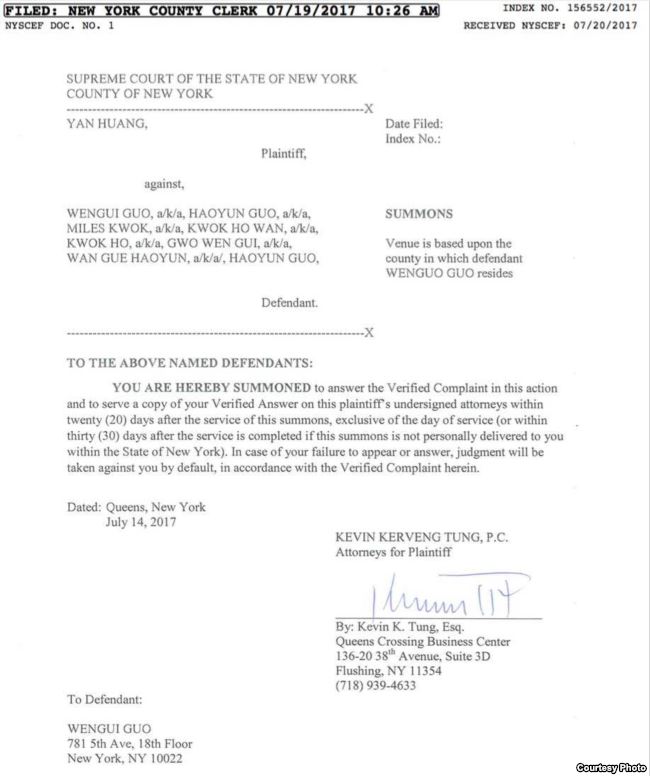 FILED: NEW YORK COUNTY CLERK 07/19/2017 10:26 AM
INDEX NO. 156552/2017
NYSCEF DOC. NO. 1
RECEIVED NYSCEF: 07/20/2017
SUPREME COURT OF THE STATE OF NEW YORK
COUNTY OF NEW YORK
----------------------------------------------------------------------X
YAN HUANG,
Date Filed:
Index No.:
Plaintiff,
against,
WENGUI GUO, a/k/a, HAOYUN GUO, a/k/a,
MILES KWOK, a/k/a, KWOK HO WAN, a/k/a,
KWOK HO, a/k/a, GWO WEN GUI, a/k/a,
WAN GUE HAOYUN, a/k/a/, HAOYUN GUO,
SUMMONS
Venue is based upon the
county in which defendant
WENGUO GUO resides
Defendant.
----------------------------------------------------------------------X
TO THE ABOVE NAMED DEFENDANTS:
YOU ARE HEREBY SUMMONED to answer the Verified Complaint in this action
and to serve a copy of your Verified Answer on this plaintiff's undersigned attorneys within
twenty (20) days after the service of this summons, exclusive of the day of service (or within
thirty (30) days after the service is completed if this summons is not personally delivered to you
within the State of New York). In case of your failure to appear or answer, judgment will be
taken against you by default, in accordance with the Verified Complaint herein.
Dated: Queens, New York
July 14, 2017
KEVIN KERVENG TUNG, P.C.
Attorneys for Plaintiff
By: Kevin K. Tung, Esq.
Queens Crossing Business Center
136-20 38th Avenue, Suite 3D
Flushing, NY 11354
(718) 939-4633
To Defendant:
WENGUI GUO
781 5th Ave, 18th Floor
New York, NY 10022
Courtesy Photo